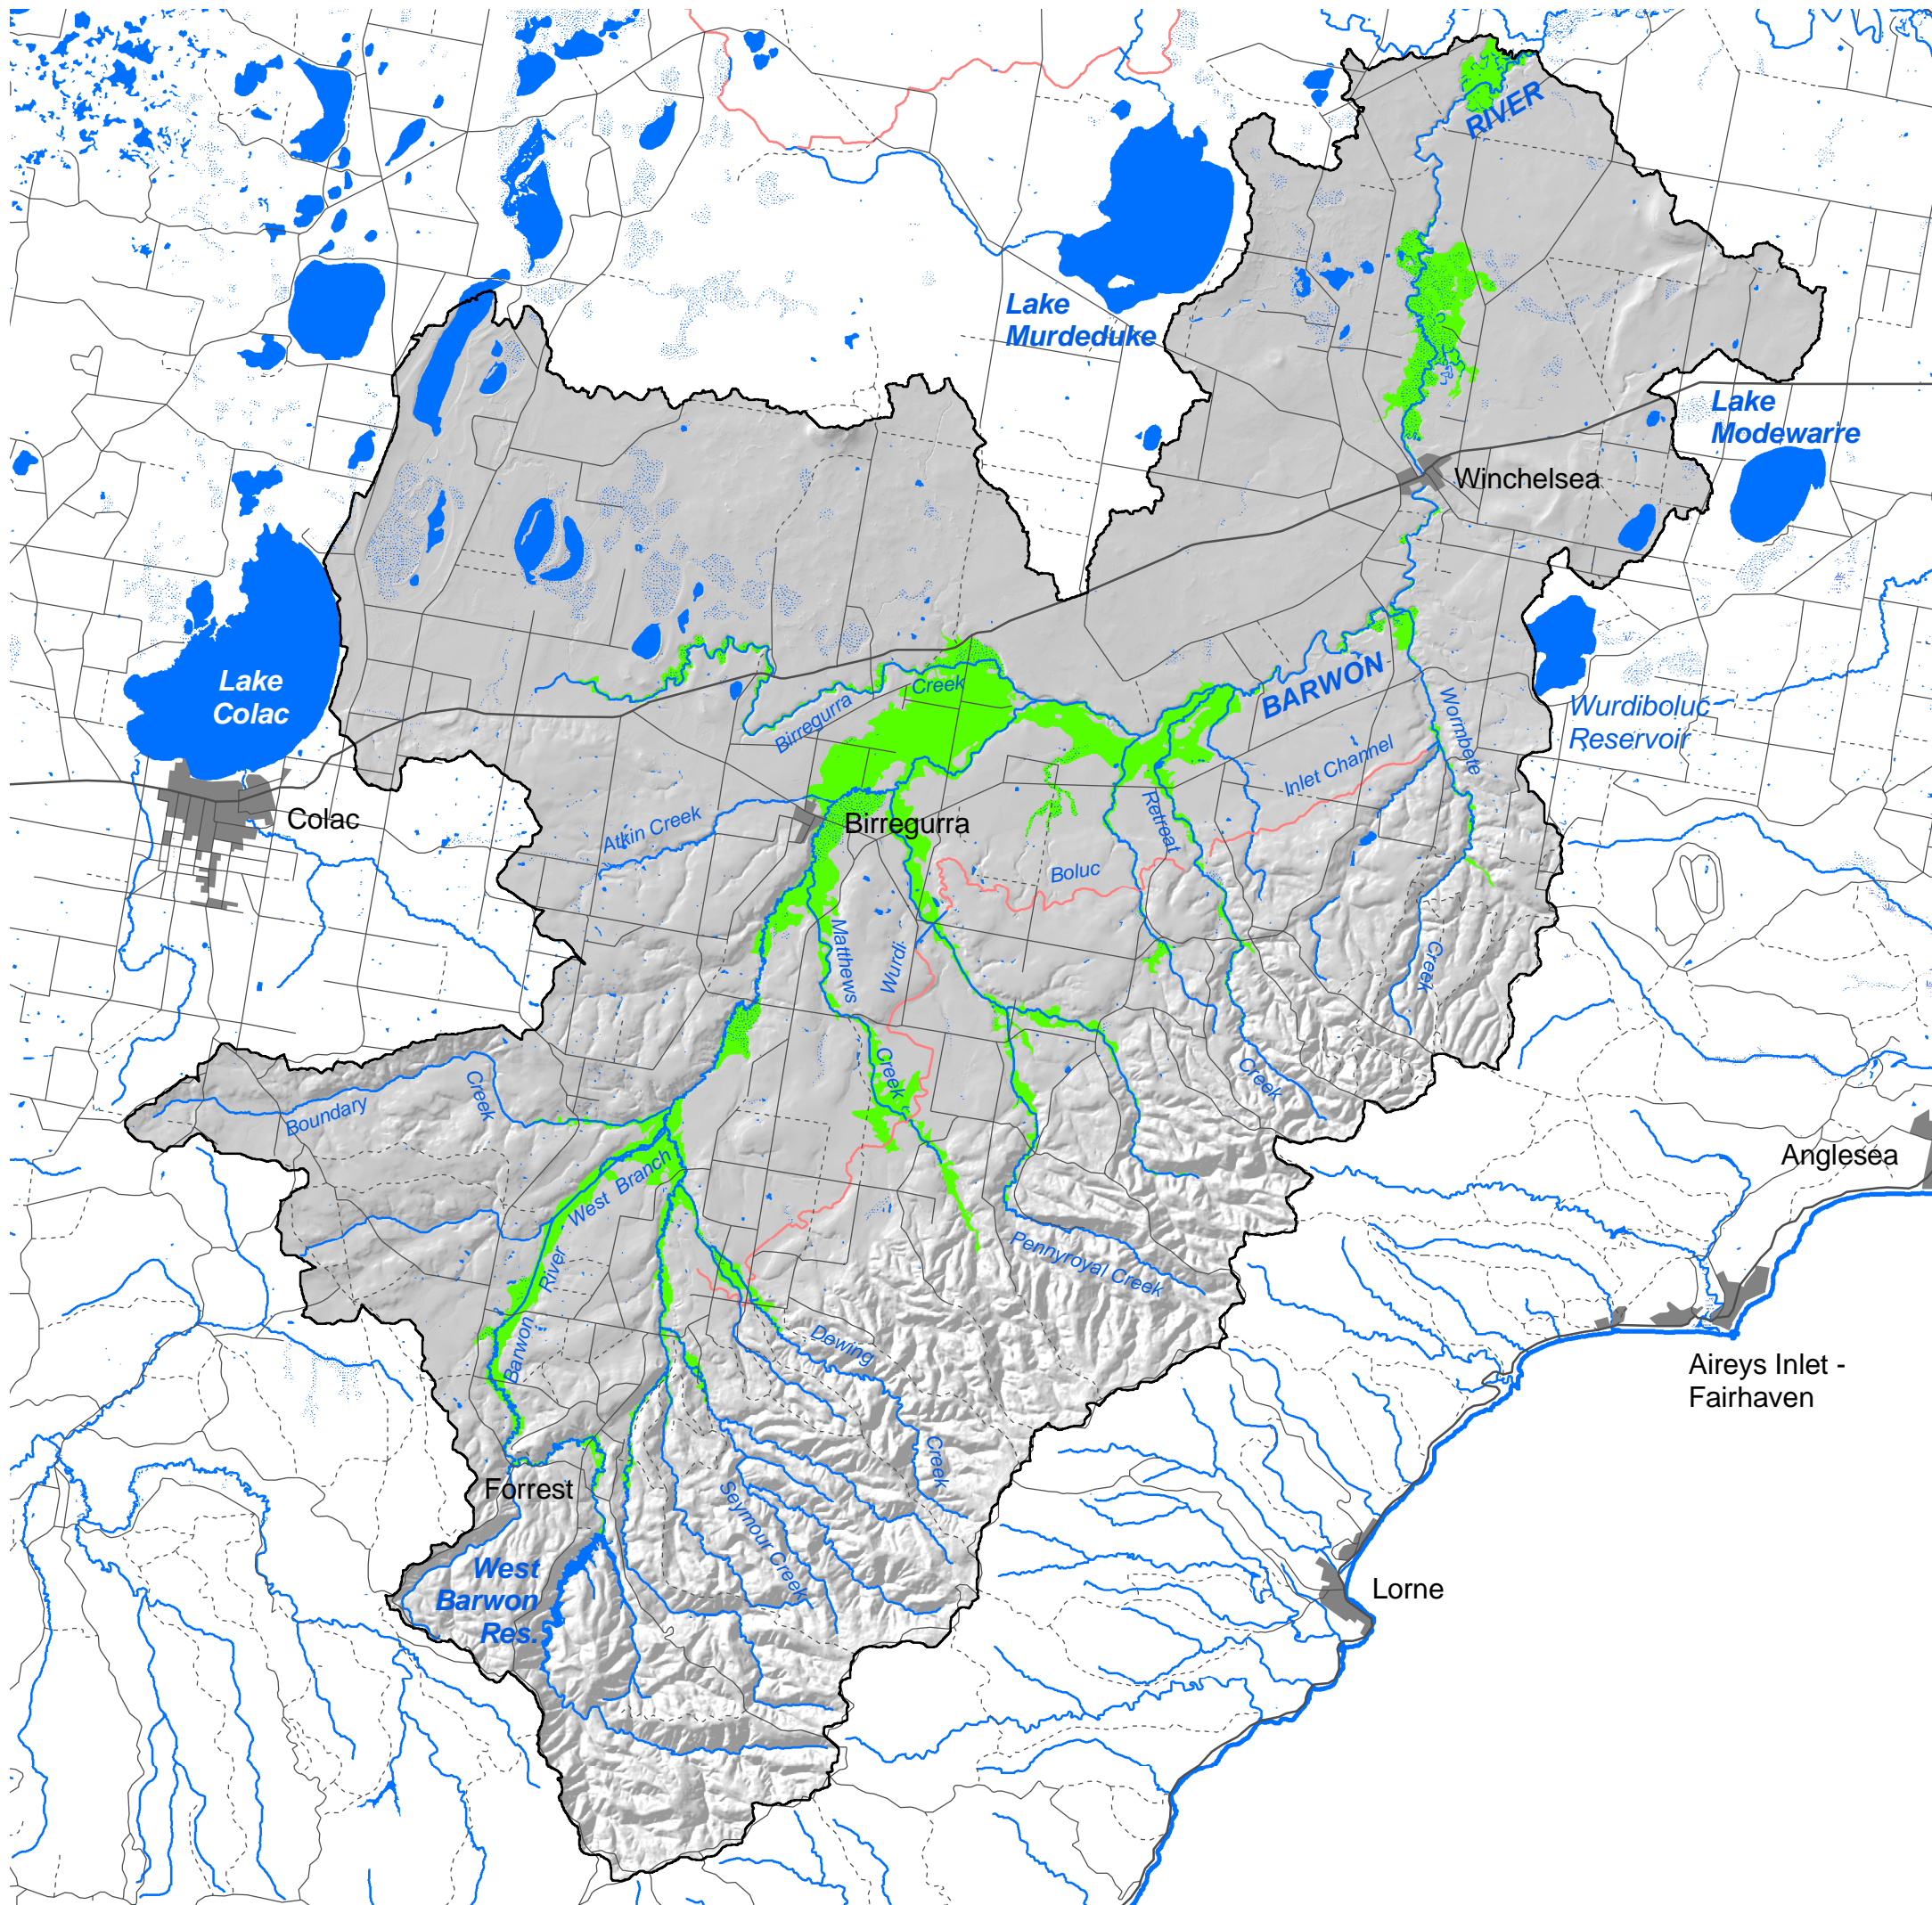 RIVER
Lake
Murdeduke
Lake
Modewarre
Winchelsea
Lake
Colac
Creek
Birregurra
BARWON
Wormbete
Wurdiboluc
Reservoir
Inlet Channel
Colac
Atkin Creek
Birregurra
Retreat
Boluc
Matthews
Wurdi
Creek
Creek
Boundary
Creek
Creek
West Branch
Anglesea
River
Pennyroyal Creek
Barwon
Dewing
Aireys Inlet -
Fairhaven
Creek
Forrest
Seymour Creek
West
Barwon
Res.
Lorne